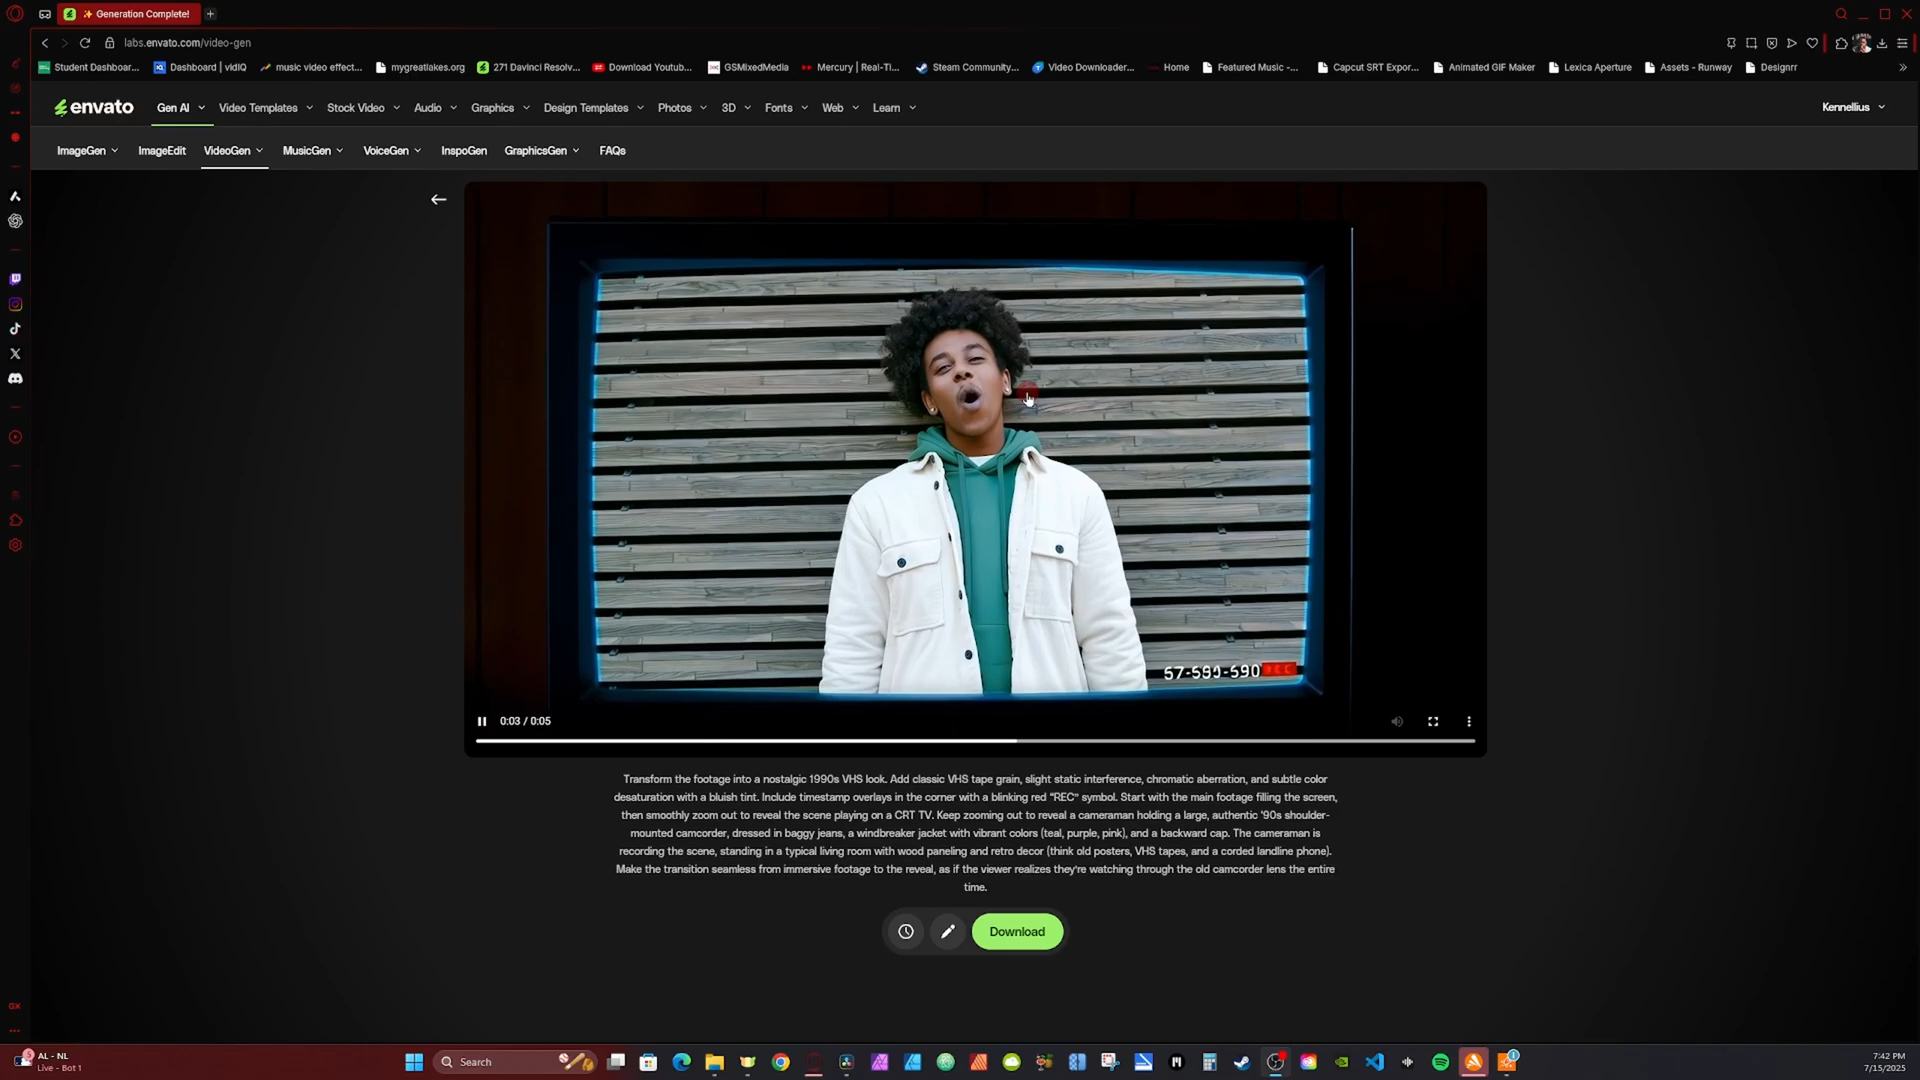 ✨ Generation Complete!
labs.envato.com/video-gen
Student Dashboar...
Dashboard | vidIQ
music video effect...
mygreatlakes.org
271 Davinci Resolv...
Download Youtub...
GSMixedMedia
Mercury | Real-Ti...
Steam Community...
Video Downloader...
Home
Featured Music -...
Capcut SRT Expor...
Animated GIF Maker
Lexica Aperture
Assets - Runway
Designrr
envato
Gen AI
Video Templates
Stock Video
Audio
Graphics
Design Templates
Photos
3D
Fonts
Web
Learn
Kennellius
ImageGen
ImageEdit
VideoGen
MusicGen
VoiceGen
InspoGen
GraphicsGen
FAQs
REC
0:03 / 0:05
Transform the footage into a nostalgic 1990s VHS look. Add classic VHS tape grain, slight static interference, chromatic aberration, and subtle color
desaturation with a bluish tint. Include timestamp overlays in the corner with a blinking red "REC" symbol. Start with the main footage filling the screen,
then smoothly zoom out to reveal the scene playing on a CRT TV. Keep zooming out to reveal a cameraman holding a large, authentic '90s shoulder-
mounted camcorder, dressed in baggy jeans, a windbreaker jacket with vibrant colors (teal, purple, pink), and a backward cap. The cameraman is
recording the scene, standing in a typical living room with wood paneling and retro decor (think old posters, VHS tapes, and a corded landline phone).
Make the transition seamless from immersive footage to the reveal, as if the viewer realizes they're watching through the old camcorder lens the entire
time.
Download
GX
AL - NL
Live - Bot 1
Search
7:42 PM
7/15/2025